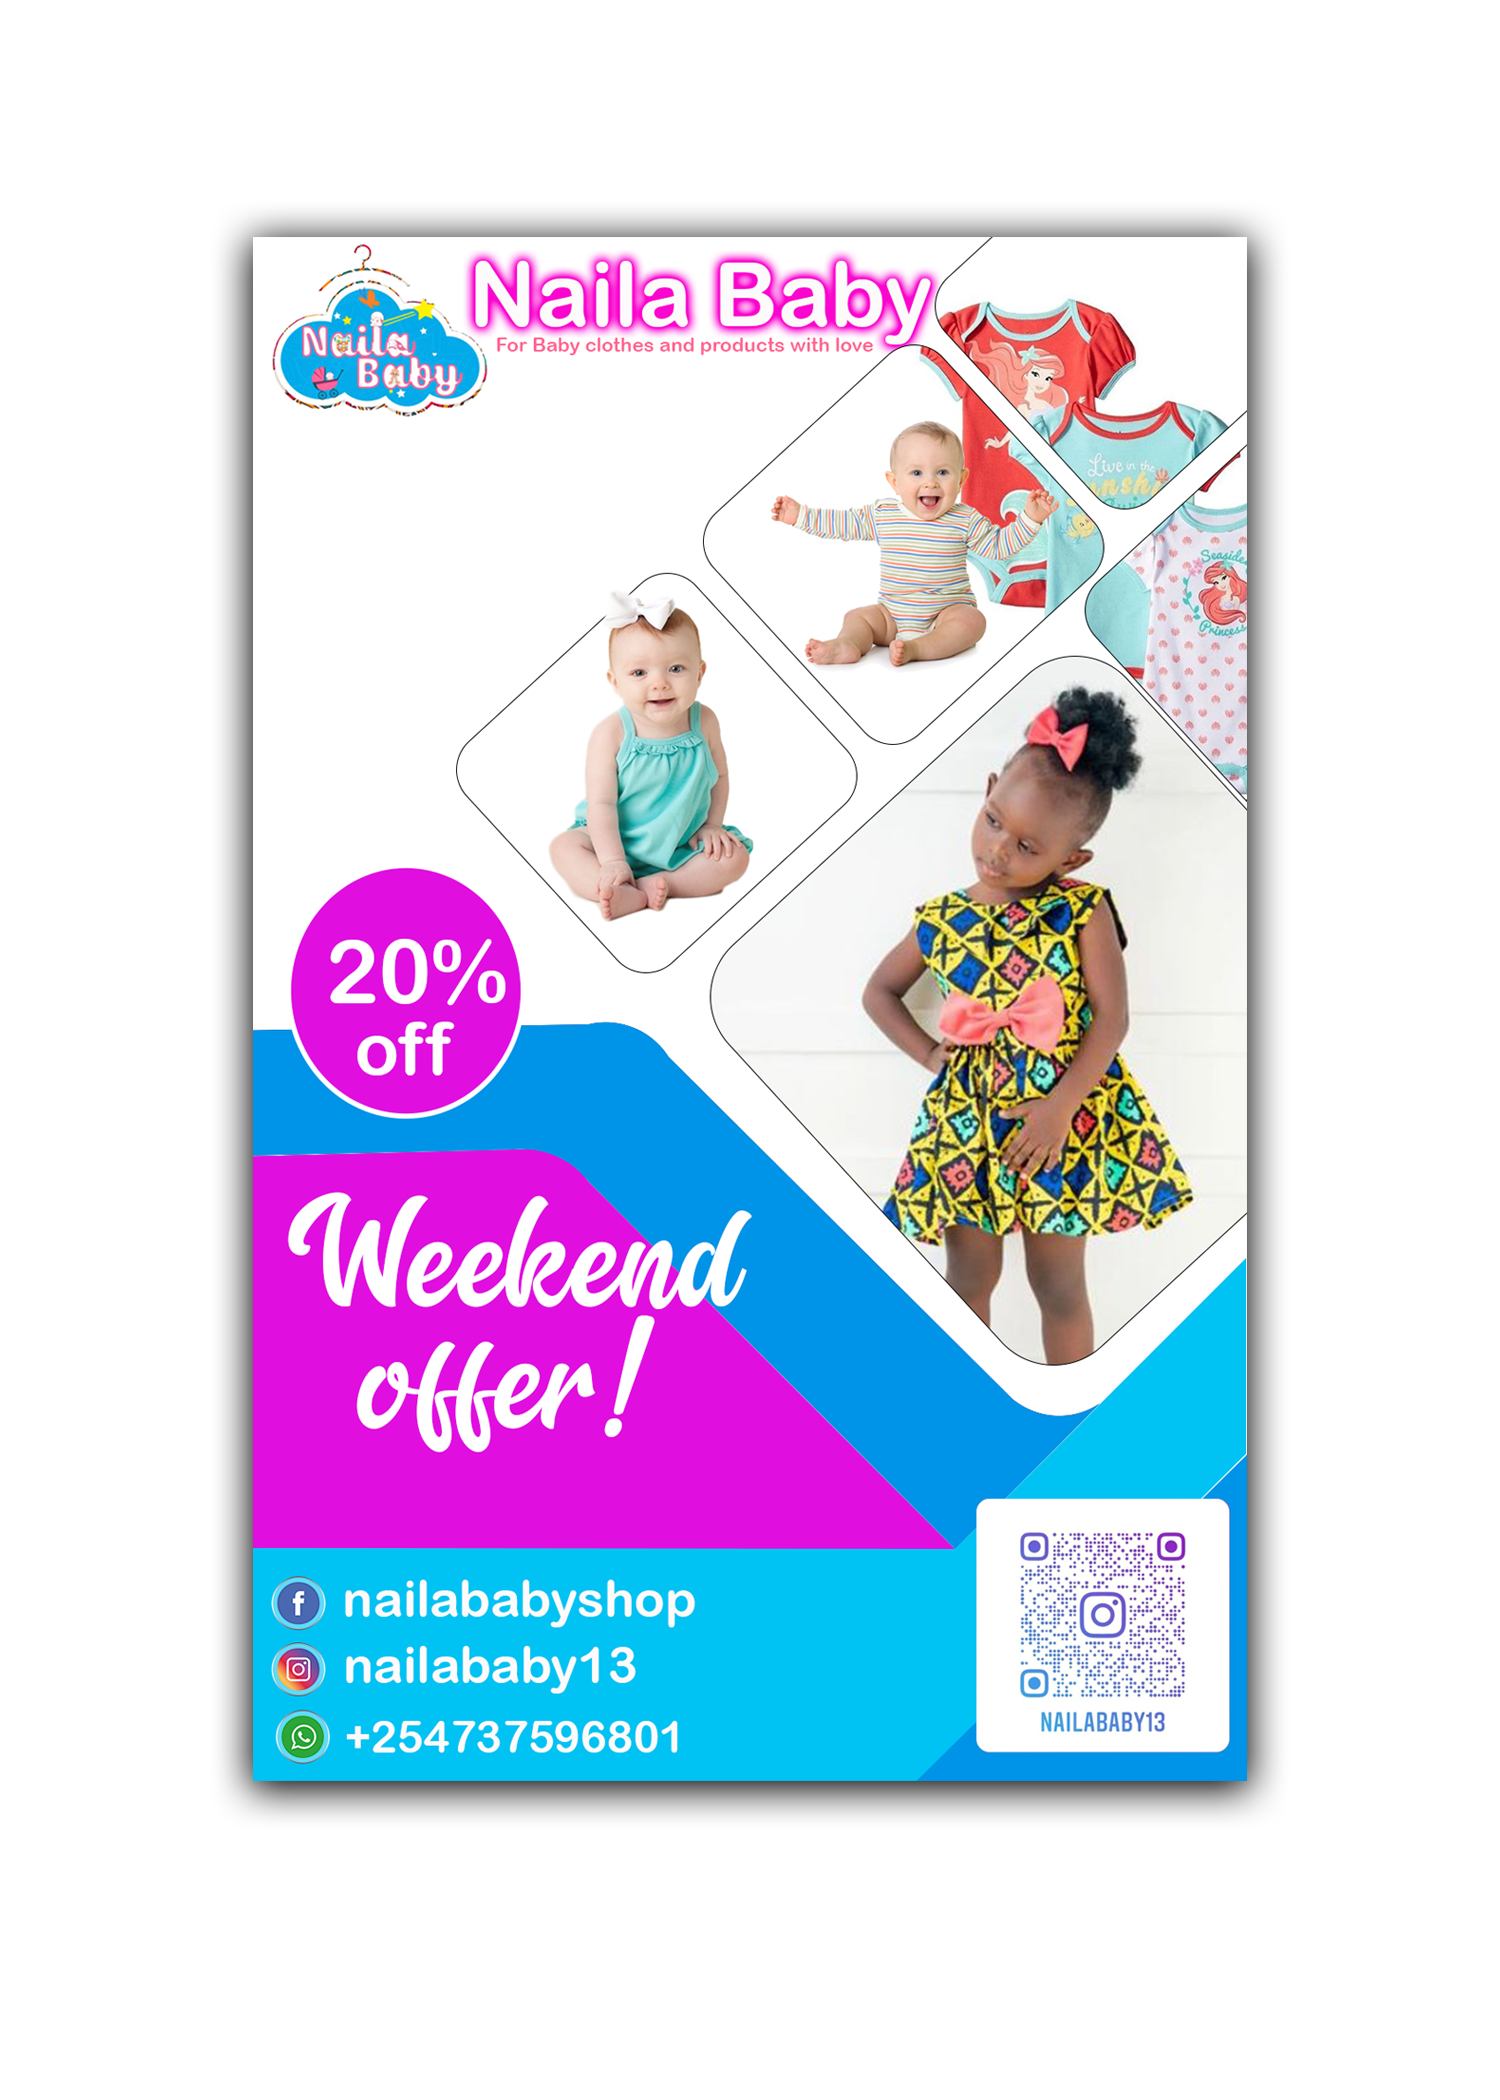 Naila
Baby
Naila Baby
For Baby clothes and products with love
Live in the
Seaside
Princess
20%
off
Weekend
offer!
nailababyshop
nailababy13
+254737596801
NAILABABY13